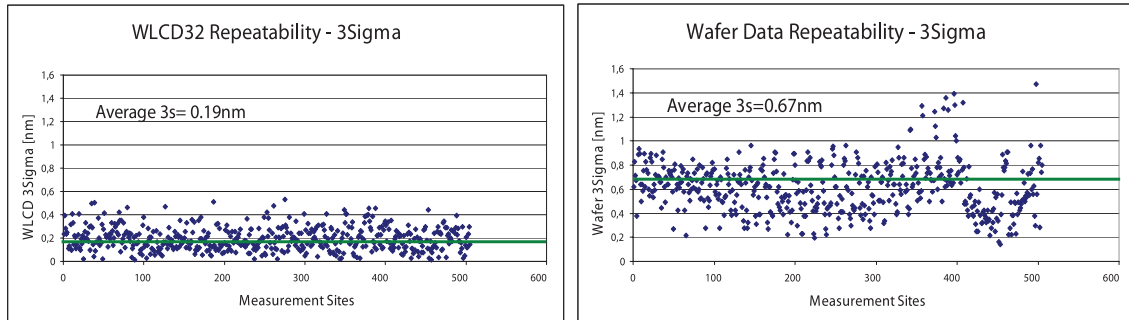 WLCD32 Repeatability - 3Sigma
1,6
1,4
1,2
1
0,8
0,6
0,4
0,2
0
WLCD 3Sigma [nm]
Average 3s= 0.19nm
0 100 200 300 400 500 600
Measurement Sites
Wafer Data Repeatability - 3Sigma
1,6
1,4
1,2
1
0,8
0,6
0,4
0,2
0
Wafer 3Sigma [nm]
Average 3s=0.67nm
0 100 200 300 400 500 600
Measurement Sites